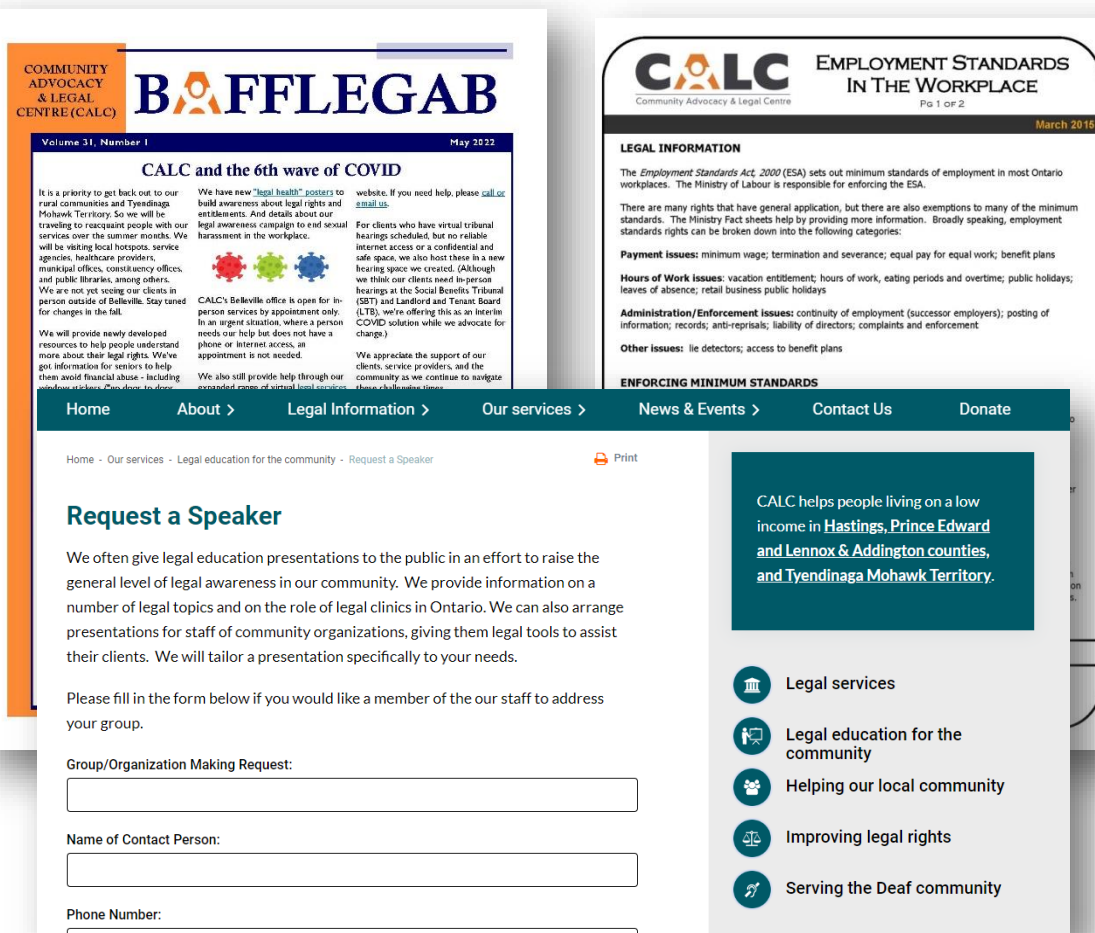 COMMUNITY
ADVOCACY
& LEGAL
CENTRE (CALC)
BAFFLEGAB
Volume 31, Number 1 May 2022
CALC and the 6th wave of COVID
It is a priority to get back out to our
rural communities and Tyendinaga
Mohawk Territory. So we will be
traveling to reacquaint people with our
services over the summer months. We
will be visiting local hotspots, service
agencies, healthcare providers,
municipal offices, constituency offices,
and public libraries, among others.
We are not yet seeing our clients in
person outside of Belleville. Stay tuned
for changes in the fall.
We will provide newly developed
resources to help people understand
more about their legal rights. We've
got information for seniors to help
them avoid financial abuse - including
window stickers ("no door to door
We have new "legal health" posters to
build awareness about legal rights and
entitlements. And details about our
legal awareness campaign to end sexual
harassment in the workplace.
CALC's Belleville office is open for in-
person services by appointment only.
In an urgent situation, where a person
needs our help but does not have a
phone or internet access, an
appointment is not needed.
We also still provide help through our
expanded range of virtual legal services
website. If you need help, please call or
email us.
For clients who have virtual tribunal
hearings scheduled, but no reliable
internet access or a confidential and
safe space, we also host these in a new
hearing space we created. (Although
we think our clients need in-person
hearings at the Social Benefits Tribunal
(SBT) and Landlord and Tenant Board
(LTB), we're offering this as an interim
COVID solution while we advocate for
change.)
We appreciate the support of our
clients, service providers, and the
community as we continue to navigate
these challenging times.
CALC
Community Advocacy & Legal Centre
EMPLOYMENT STANDARDS
IN THE WORKPLACE
PG 1 OF 2
March 2015
LEGAL INFORMATION
The Employment Standards Act, 2000 (ESA) sets out minimum standards of employment in most Ontario
workplaces. The Ministry of Labour is responsible for enforcing the ESA.
There are many rights that have general application, but there are also exemptions to many of the minimum
standards. The Ministry Fact sheets help by providing more information. Broadly speaking, employment
standards rights can be broken down into the following categories:
Payment issues: minimum wage; termination and severance; equal pay for equal work; benefit plans
Hours of Work issues: vacation entitlement; hours of work, eating periods and overtime; public holidays;
leaves of absence; retail business public holidays
Administration/Enforcement issues: continuity of employment (successor employers); posting of
information; records; anti-reprisals; liability of directors; complaints and enforcement
Other issues: lie detectors; access to benefit plans
ENFORCING MINIMUM STANDARDS
Home About > Legal Information > Our services > News & Events > Contact Us Donate
Home - Our services - Legal education for the community - Request a Speaker
Print
Request a Speaker
We often give legal education presentations to the public in an effort to raise the
general level of legal awareness in our community. We provide information on a
number of legal topics and on the role of legal clinics in Ontario. We can also arrange
presentations for staff of community organizations, giving them legal tools to assist
their clients. We will tailor a presentation specifically to your needs.
Please fill in the form below if you would like a member of the our staff to address
your group.
Group/Organization Making Request:
Name of Contact Person:
Phone Number:
CALC helps people living on a low
income in Hastings, Prince Edward
and Lennox & Addington counties,
and Tyendinaga Mohawk Territory.
Legal services
Legal education for the
community
Helping our local community
Improving legal rights
Serving the Deaf community